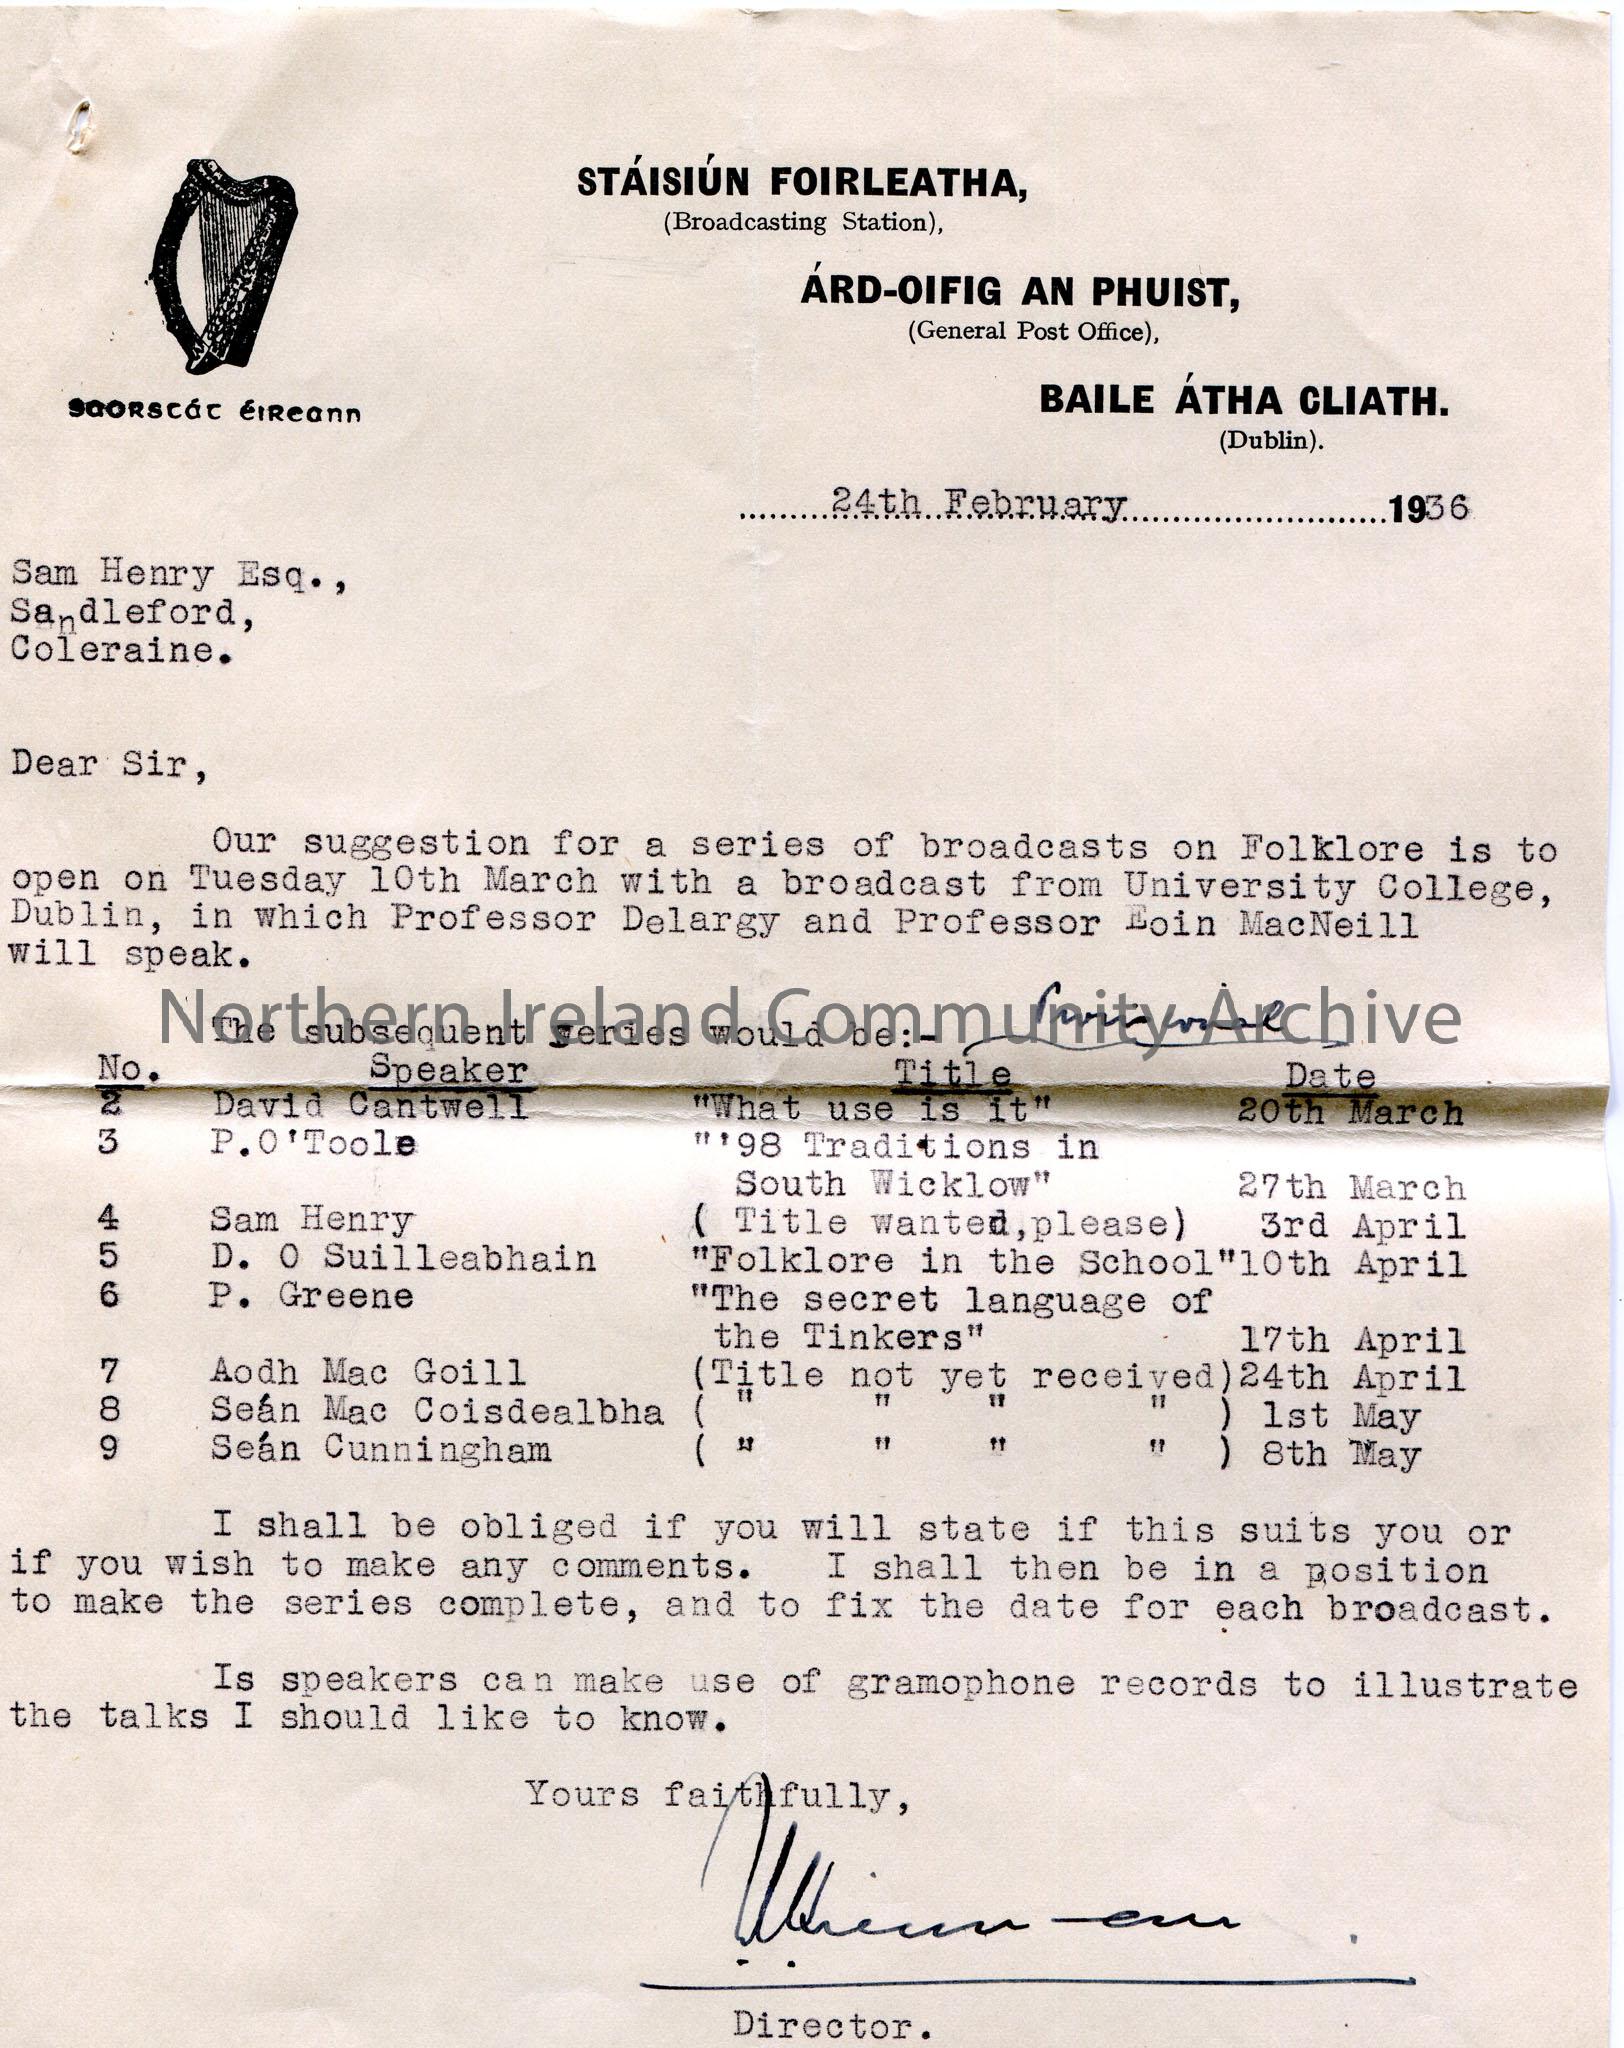 STÁISIÚN FOIRLEATHA,
(Broadcasting Station),
ÁRD-OIFIG AN PHUIST,
(General Post Office),
BAILE ÁTHA CLIATH.
(Dublin).
saorstát éireann
24th February 1936
Sam Henry Esq.,
Sandleford,
Coleraine.
Dear Sir,
Our suggestion for a series of broadcasts on Folklore is to
open on Tuesday 10th March with a broadcast from University College,
Dublin, in which Professor Delargy and Professor Eoin MacNeill
will speak.
Northern Ireland Community Archive
The subsequent series would be:- Provisional
No. Speaker Title Date
2 David Cantwell "What use is it" 20th March
3 P.O'Toole "'98 Traditions in
South Wicklow" 27th March
4 Sam Henry ( Title wanted,please) 3rd April
5 D. O Suilleabhain "Folklore in the School"10th April
6 P. Greene "The secret language of
the Tinkers" 17th April
7 Aodh Mac Goill (Title not yet received)24th April
8 Seán Mac Coisdealbha ( " " " " ) 1st May
9 Seán Cunningham ( " " " " ) 8th May
I shall be obliged if you will state if this suits you or
if you wish to make any comments. I shall then be in a position
to make the series complete, and to fix the date for each broadcast.
Is speakers can make use of gramophone records to illustrate
the talks I should like to know.
Yours faithfully,
Director.